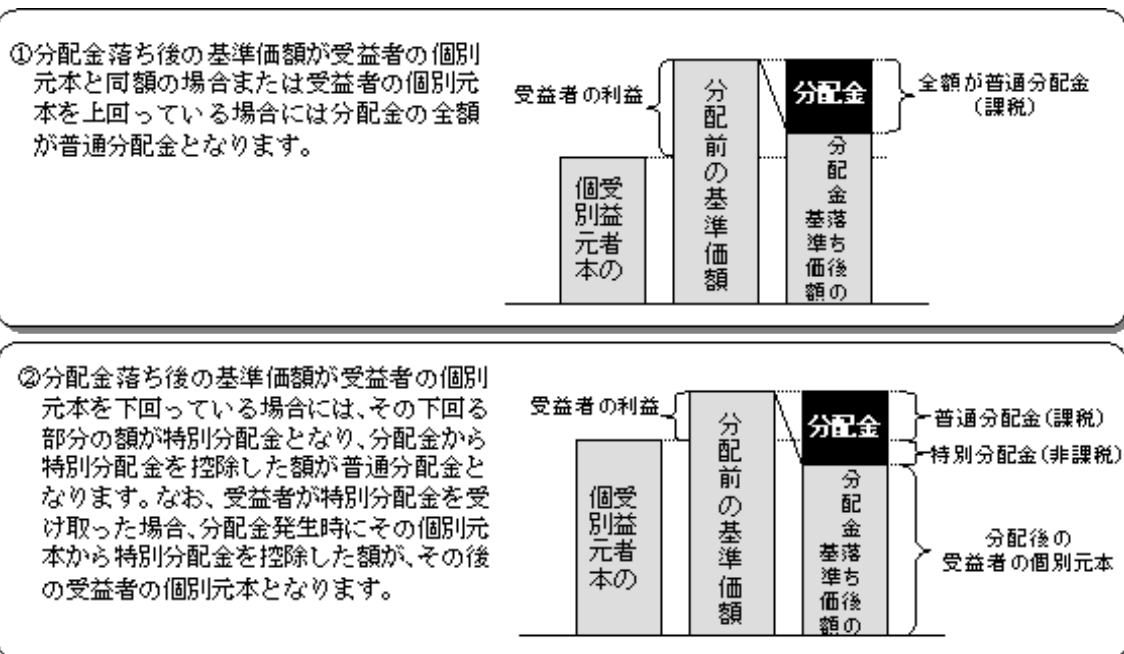 ①分配金落ち後の基準価額が受益者の個別
元本と同額の場合または受益者の個別元
本を上回っている場合には分配金の全額
が普通分配金となります。
受益者の利益
受益者の
個別元本
分配前の基準価額
分配金
分配金落ち後の
基準価額
全額が普通分配金
(課税)
②分配金落ち後の基準価額が受益者の個別
元本を下回っている場合には、その下回る
部分の額が特別分配金となり、分配金から
特別分配金を控除した額が普通分配金と
なります。なお、受益者が特別分配金を受
け取った場合、分配金発生時にその個別元
本から特別分配金を控除した額が、その後
の受益者の個別元本となります。
受益者の利益
受益者の
個別元本
分配前の基準価額
分配金
分配金落ち後の
基準価額
普通分配金(課税)
特別分配金(非課税)
分配後の
受益者の個別元本